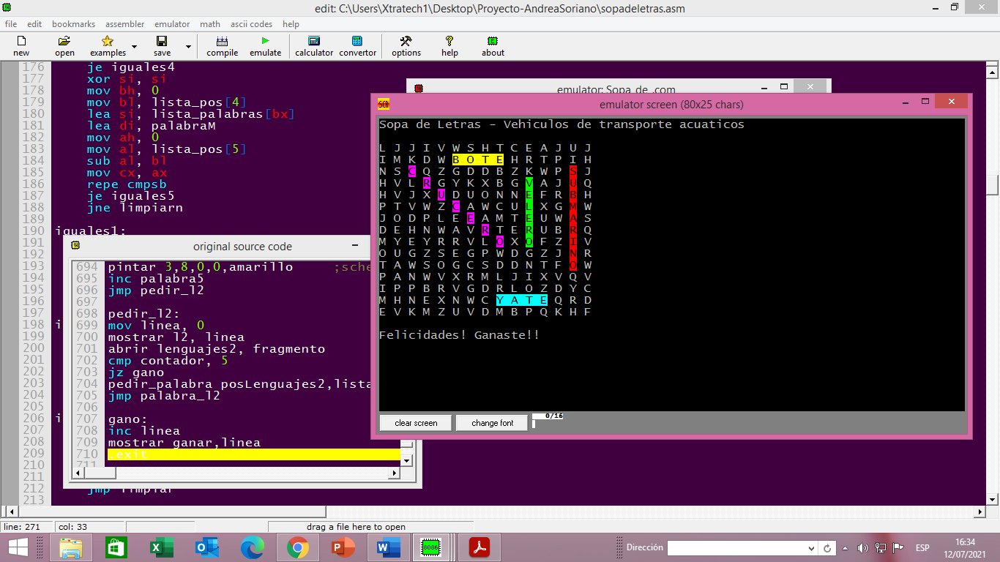 edit: C:\Users\Xtratech1\Desktop\Proyecto-AndreaSoriano\sopadeletras.asm
file edit bookmarks assembler emulator math ascii codes help
new open examples save compile emulate calculator convertor options help about
176 je iguales4
177 xor si, si
178 mov bh, 0
179 mov bl, lista_pos[4]
180 lea si, lista_palabras[bx]
181 lea di, palabraM
182 mov ah, 0
183 mov al, lista_pos[5]
184 sub al, bl
185 mov cx, ax
186 repe cmpsb
187 je iguales5
188 jne limpiarn
189
190 iguales1:
191
192
193
194
195
196
197
198 i
199
200
201
202
203
204
205
206 i
207
208
209
210
211
212 jmp limpiar
213
original source code
694 pintar 3,8,0,0,amarillo ;sche
695 inc palabra5
696 jmp pedir_l2
697
698 pedir_l2:
699 mov linea, 0
700 mostrar l2, linea
701 abrir lenguajes2, fragmento
702 cmp contador, 5
703 jz gano
704 pedir_palabra posLenguajes2,lista
705 jmp palabra_l2
706
707 gano:
708 inc linea
709 mostrar ganar,linea
710 .exit
711
emulator: Sopa_de_.com
SCR emulator screen (80x25 chars)
Sopa de Letras - Vehiculos de transporte acuaticos
L J J I V W S H T C E A J U J
I M K D W B O T E H R T P I H
N S C Q Z G D D B Z K W P S J
H V L R G Y K X B G V A J U Q
H V J X U D U O N N E F R B H
P T V W Z C A W C U L X G M W
J O D P L E E A M T E U W A S
D E H N W A V R T E R U B R Q
M Y E Y R R V L O X O F Z I V
O U G Z S E G P W D G Z J N R
T A W S O G C S D D N T F O W
P A N W V X R M L J I X V Q V
I P P B R V G D R L O Z D Y C
M H N E X N W C Y A T E Q R D
E V K M Z U V D M B P Q K H F
Felicidades! Ganaste!!
clear screen change font 0/16
line: 271 col: 33 drag a file here to open
8086 Dirección ESP 16:34
12/07/2021